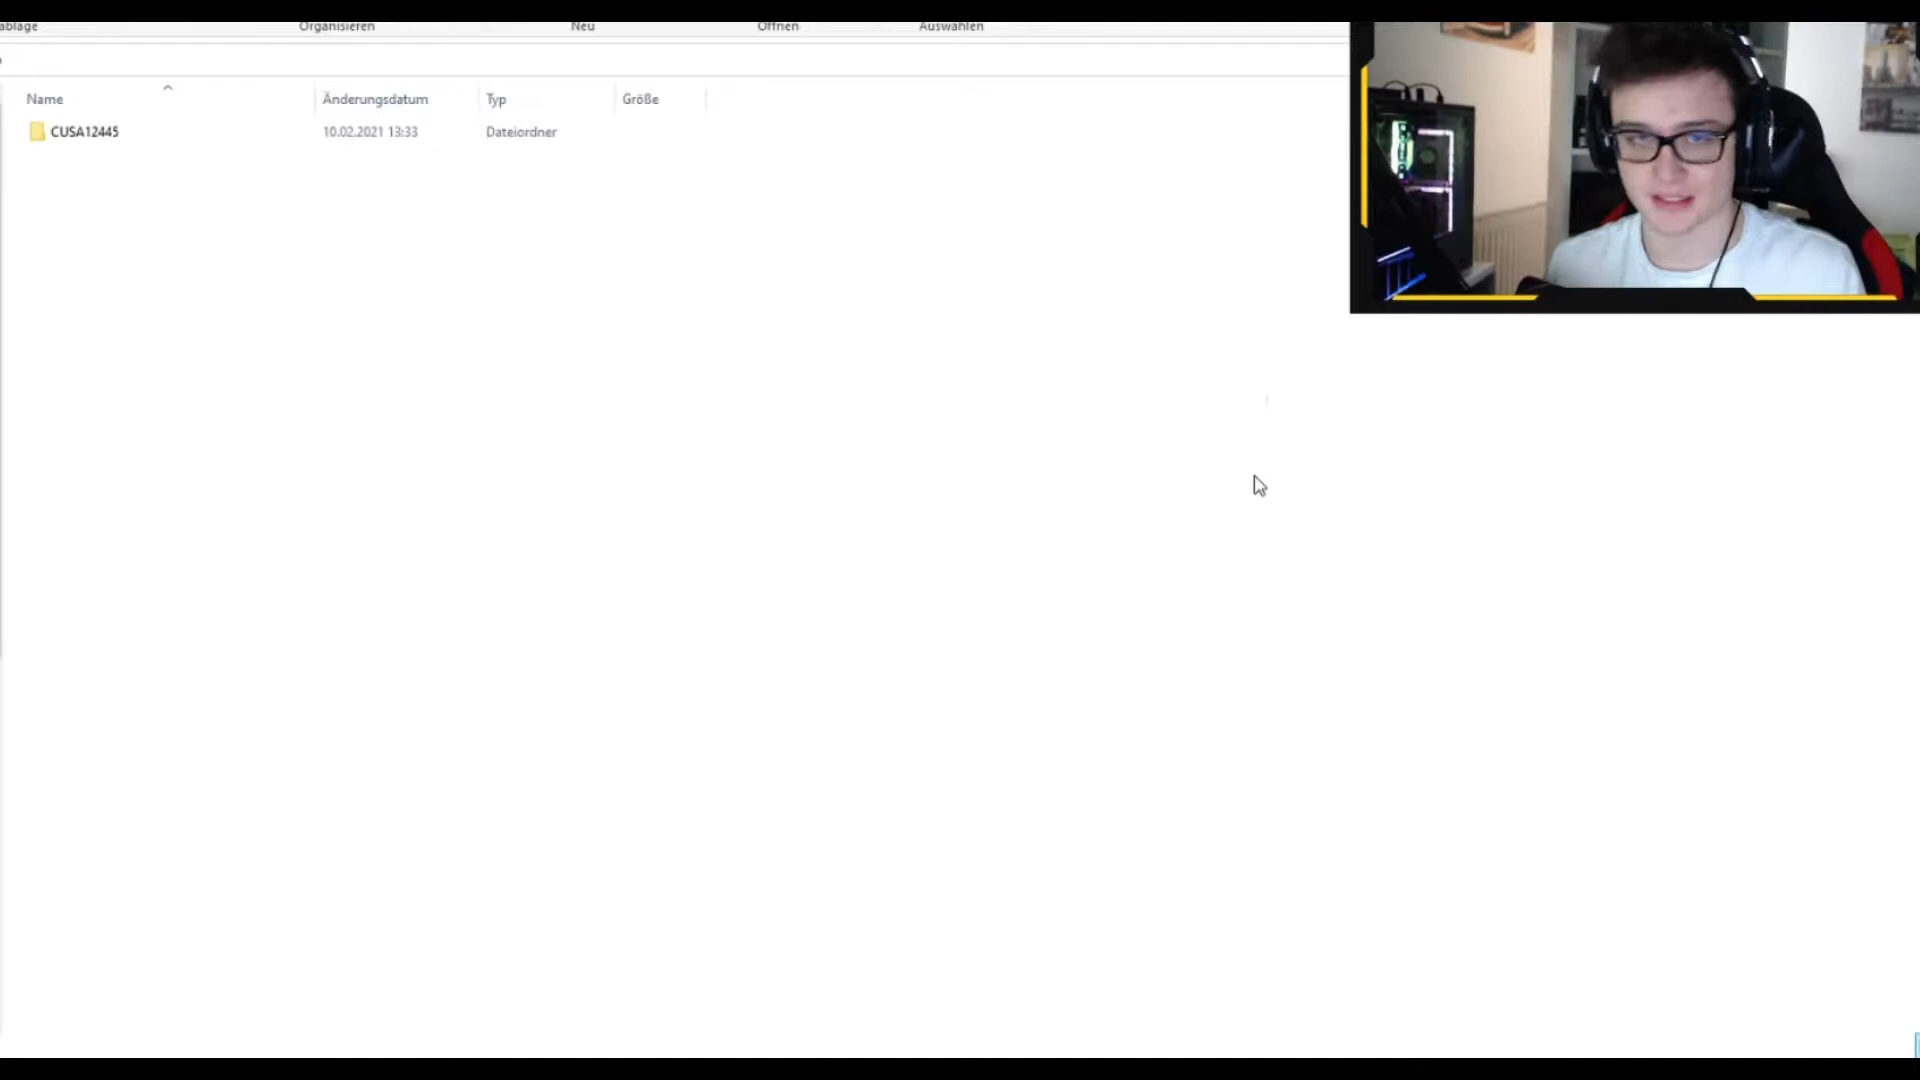 ablage Organisieren Neu Öffnen Auswählen
Name Änderungsdatum Typ Größe
CUSA12445 10.02.2021 13:33 Dateiordner